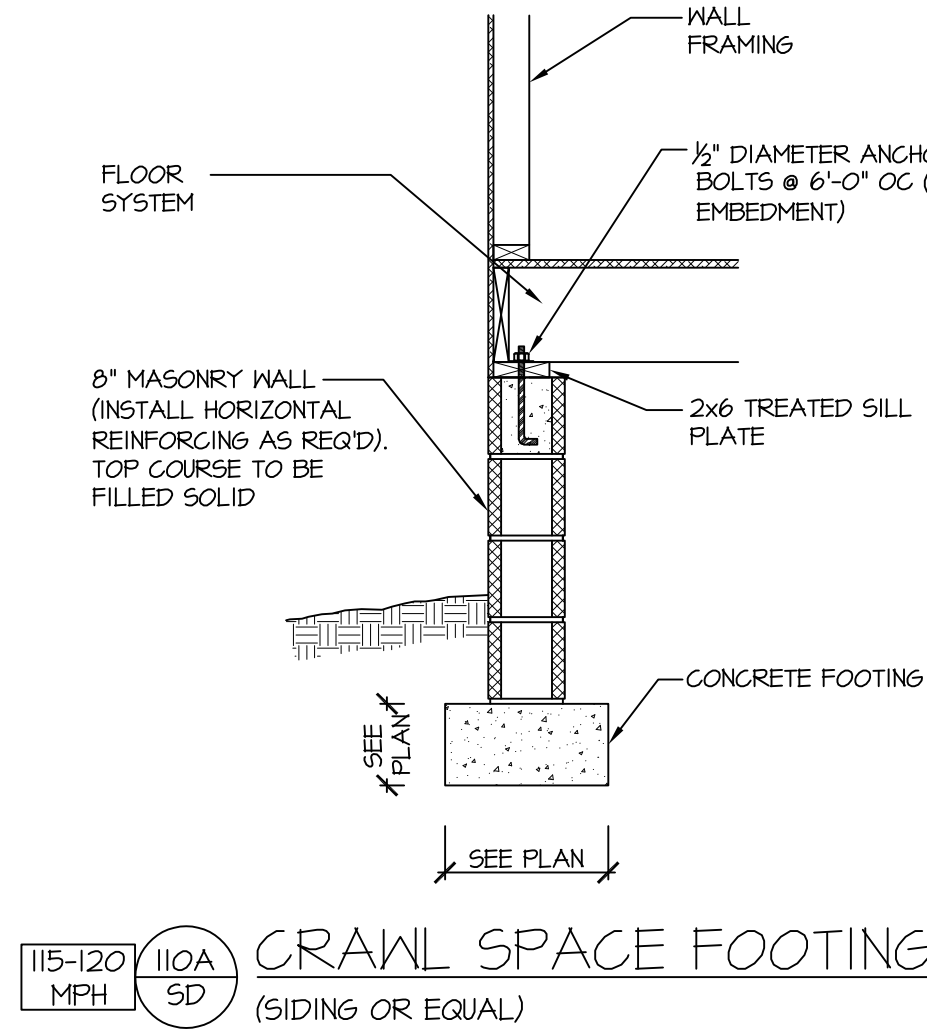 WALL
FRAMING
FLOOR
SYSTEM
½" DIAMETER
BOLTS @ 6'-0" OC
EMBEDMENT)
8" MASONRY WALL
(INSTALL HORIZONTAL
REINFORCING AS REQ'D).
TOP COURSE TO BE
FILLED SOLID
2x6 TREATED SILL
PLATE
CONCRETE FOOTING
SEE
PLAN
SEE PLAN
115-120
MPH
110A
SD
CRAWL SPACE FOOTING
(SIDING OR EQUAL)